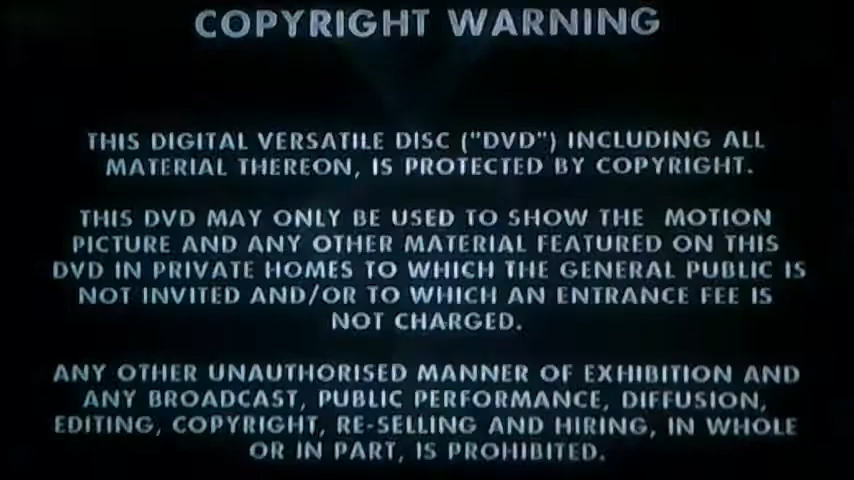 COPYRIGHT WARNING
THIS DIGITAL VERSATILE DISC ("DVD") INCLUDING ALL
MATERIAL THEREON, IS PROTECTED BY COPYRIGHT.
THIS DVD MAY ONLY BE USED TO SHOW THE MOTION
PICTURE AND ANY OTHER MATERIAL FEATURED ON THIS
DVD IN PRIVATE HOMES TO WHICH THE GENERAL PUBLIC IS
NOT INVITED AND/OR TO WHICH AN ENTRANCE FEE IS
NOT CHARGED.
ANY OTHER UNAUTHORISED MANNER OF EXHIBITION AND
ANY BROADCAST, PUBLIC PERFORMANCE, DIFFUSION,
EDITING, COPYRIGHT, RE-SELLING AND HIRING, IN WHOLE
OR IN PART, IS PROHIBITED.